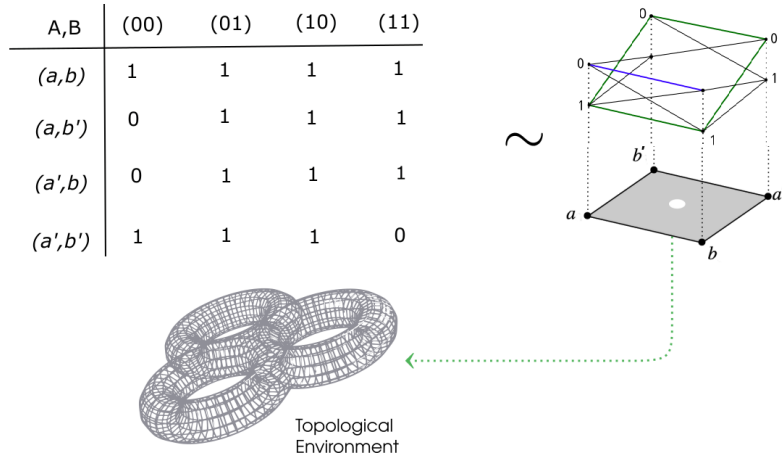 A,B (00) (01) (10) (11)
(a,b) 1 1 1 1
(a,b') 0 1 1 1
(a',b) 0 1 1 1
(a',b') 1 1 1 0
~
0
0
0
1
1
1
b'
a
a
b
Topological
Environment